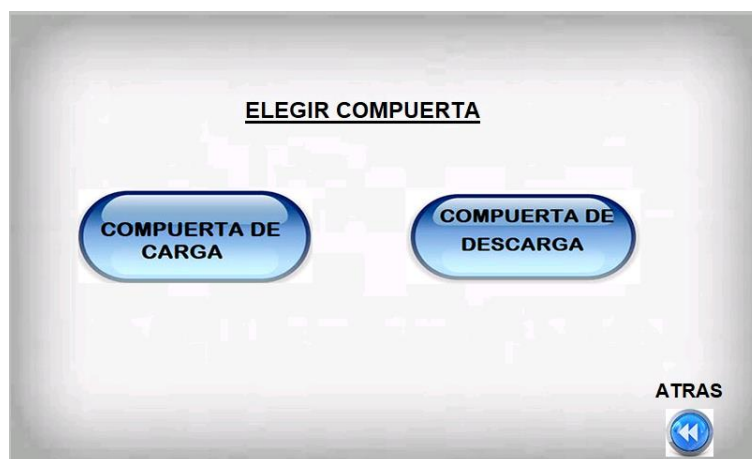 ELEGIR COMPUERTA
COMPUERTA DE
CARGA
COMPUERTA DE
DESCARGA
ATRAS